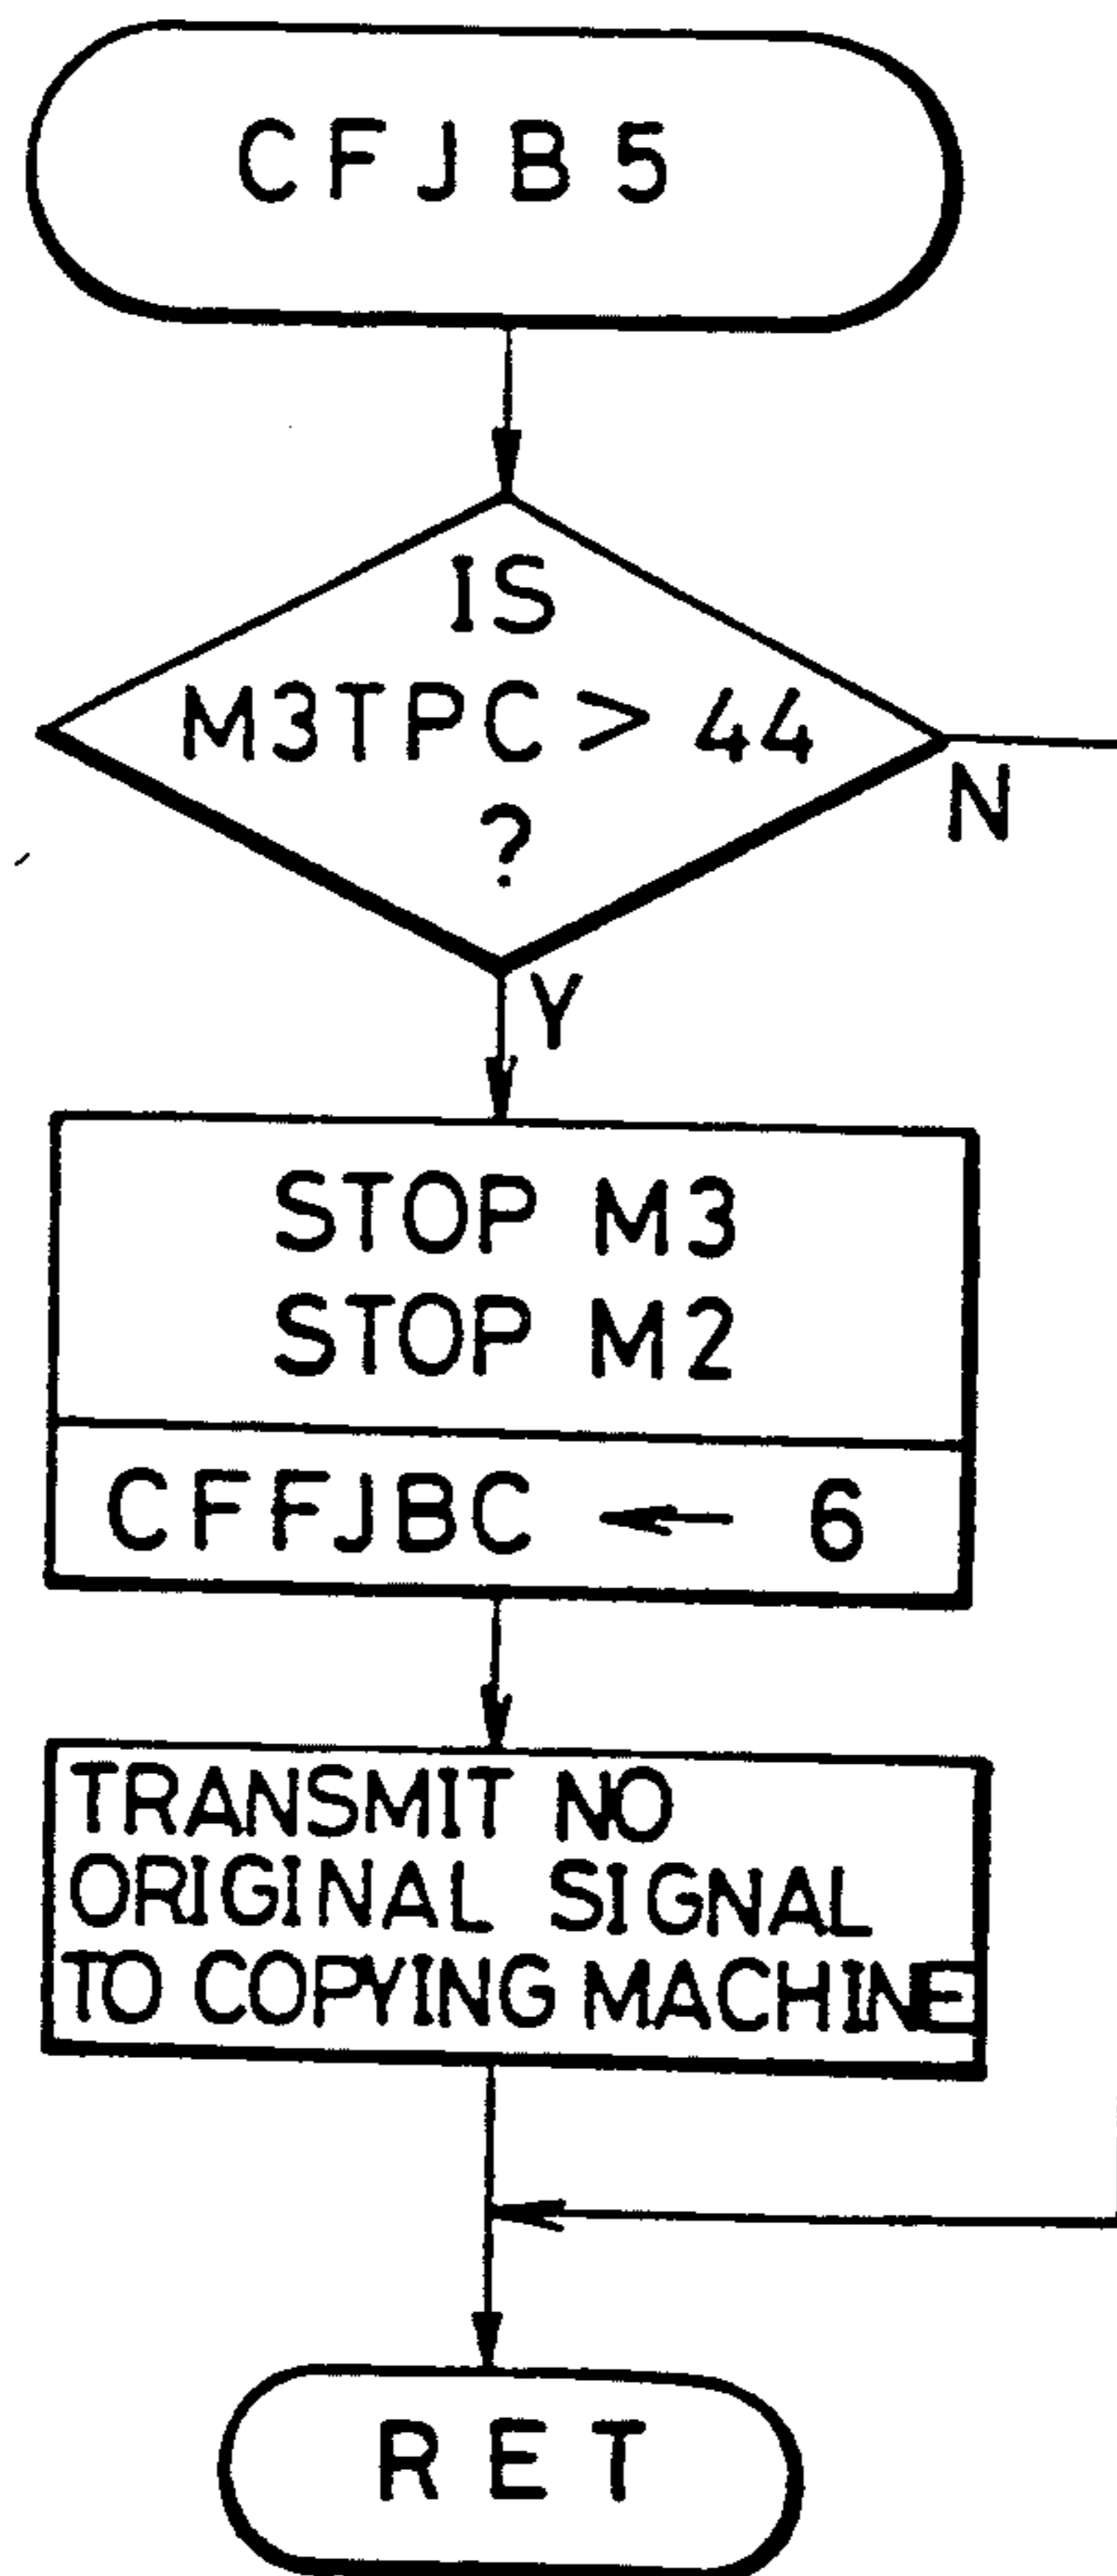 CFJB5
IS
M3TPC > 44
?
N
Y
STOP M3
STOP M2
CFFJBC ← 6
TRANSMIT NO
ORIGINAL SIGNAL
TO COPYING MACHINE
RET